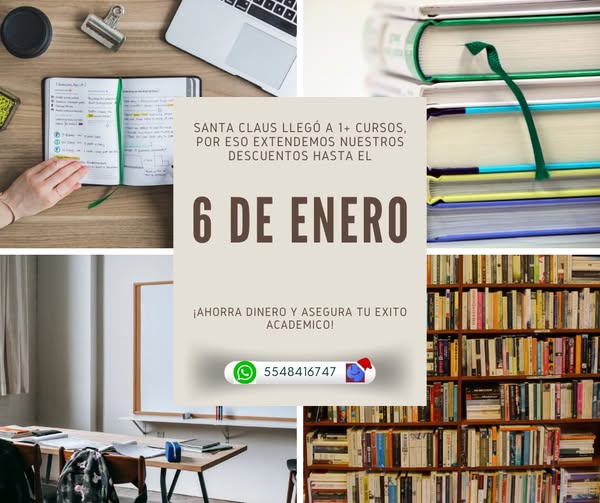 SANTA CLAUS LLEGÓ A 1+ CURSOS,
POR ESO EXTENDEMOS NUESTROS
DESCUENTOS HASTA EL
6 DE ENERO
¡AHORRA DINERO Y ASEGURA TU EXITO
ACADEMICO!
5548416747